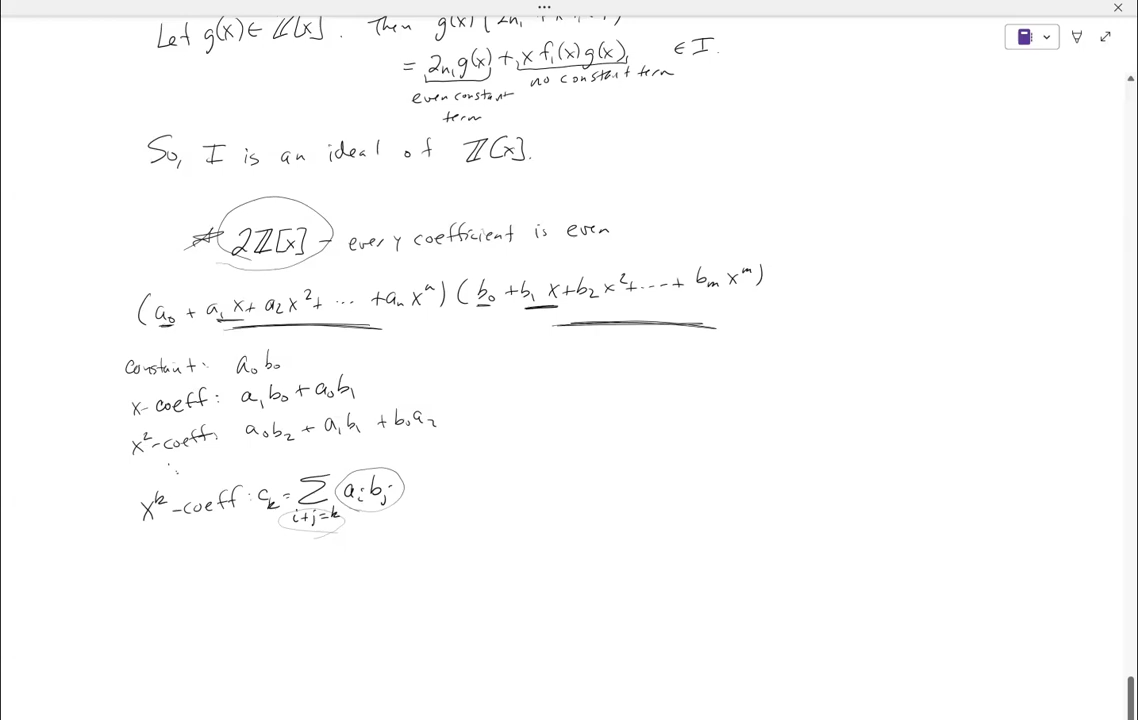 Let g(x) ∈ ℤ[x]. Then g(x)(2n₁ + x f₁(x))
= 2n₁g(x) + x f₁(x)g(x) ∈ I.
even constant term
no constant term
So, I is an ideal of ℤ[x].
* 2ℤ[x] - every coefficient is even
(a₀ + a₁x + a₂x² + ... + aₙxⁿ)(b₀ + b₁x + b₂x² + ... + bₘxᵐ)
constant: a₀b₀
x-coeff: a₁b₀ + a₀b₁
x²-coeff: a₀b₂ + a₁b₁ + b₀a₂
⋮
xᵏ-coeff: cₖ = ∑ aᵢbⱼ
i+j=k